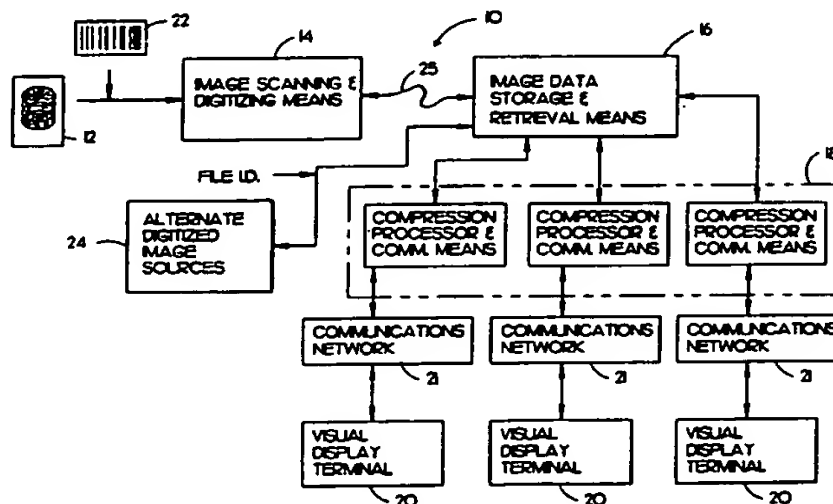 22
14
10
16
IMAGE SCANNING &
DIGITIZING MEANS
25
IMAGE DATA
STORAGE &
RETRIEVAL MEANS
12
FILE I.D.
18
24
ALTERNATE
DIGITIZED
IMAGE
SOURCES
COMPRESSION
PROCESSOR &
COMM. MEANS
COMPRESSION
PROCESSOR &
COMM. MEANS
COMPRESSION
PROCESSOR &
COMM. MEANS
COMMUNICATIONS
NETWORK
COMMUNICATIONS
NETWORK
COMMUNICATIONS
NETWORK
21
21
21
VISUAL
DISPLAY
TERMINAL
VISUAL
DISPLAY
TERMINAL
VISUAL
DISPLAY
TERMINAL
20
20
20